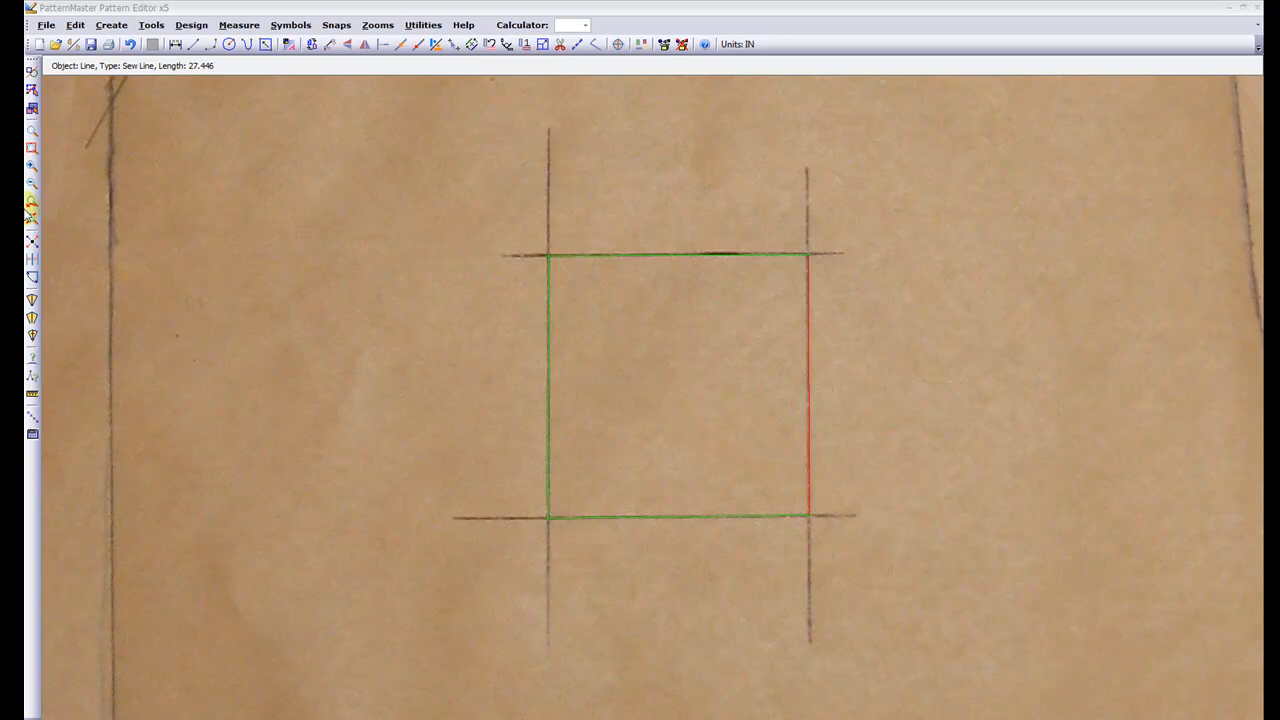 PatternMaster Pattern Editor x5
File Edit Create Tools Design Measure Symbols Snaps Zooms Utilities Help Calculator:
Units: IN
Object: Line, Type: Sew Line, Length: 27.446